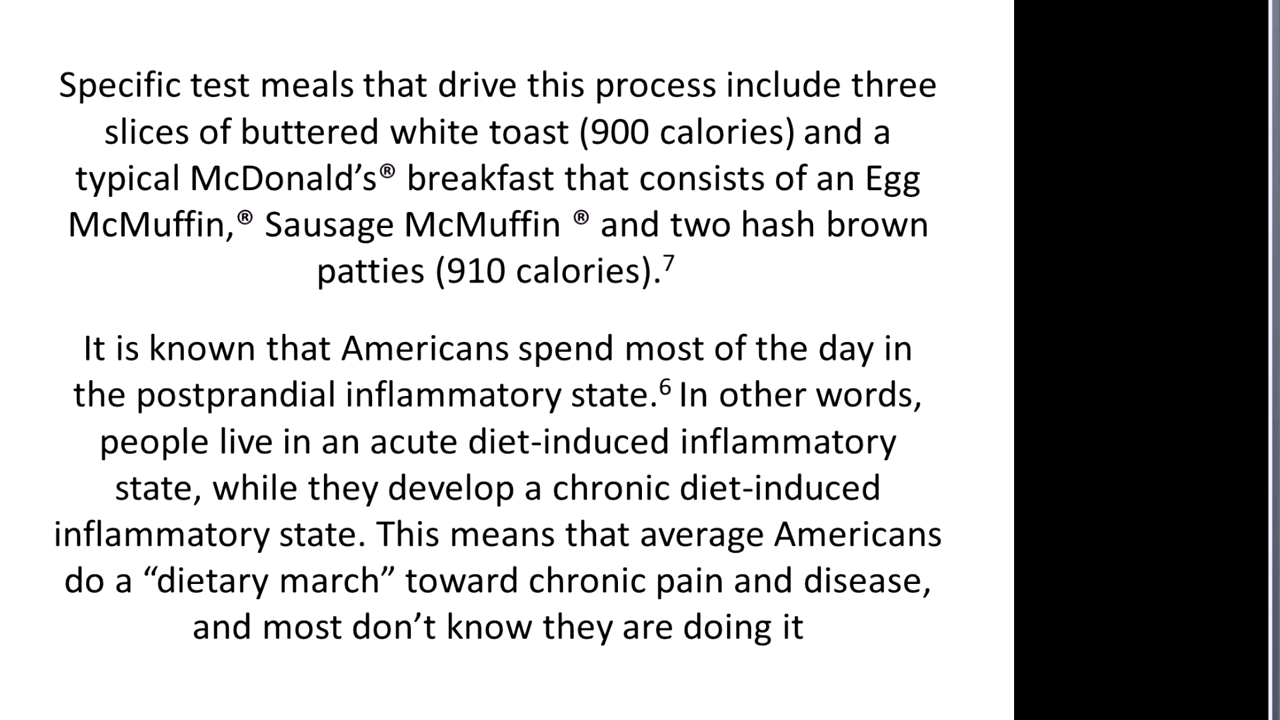 Specific test meals that drive this process include three
slices of buttered white toast (900 calories) and a
typical McDonald’s® breakfast that consists of an Egg
McMuffin,® Sausage McMuffin ® and two hash brown
patties (910 calories).⁷
It is known that Americans spend most of the day in
the postprandial inflammatory state.⁶ In other words,
people live in an acute diet-induced inflammatory
state, while they develop a chronic diet-induced
inflammatory state. This means that average Americans
do a “dietary march” toward chronic pain and disease,
and most don’t know they are doing it